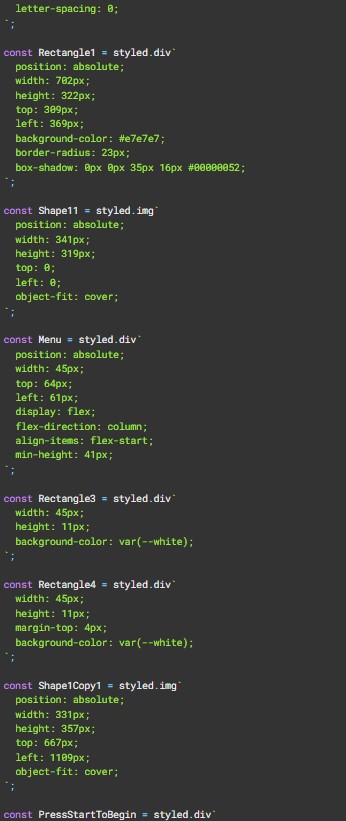 letter-spacing: 0;
`;
const Rectangle1 = styled.div`
position: absolute;
width: 702px;
height: 322px;
top: 309px;
left: 369px;
background-color: #e7e7e7;
border-radius: 23px;
box-shadow: 0px 0px 35px 16px #00000052;
`;
const Shape11 = styled.img`
position: absolute;
width: 341px;
height: 319px;
top: 0;
left: 0;
object-fit: cover;
`;
const Menu = styled.div`
position: absolute;
width: 45px;
top: 64px;
left: 61px;
display: flex;
flex-direction: column;
align-items: flex-start;
min-height: 41px;
`;
const Rectangle3 = styled.div`
width: 45px;
height: 11px;
background-color: var(--white);
`;
const Rectangle4 = styled.div`
width: 45px;
height: 11px;
margin-top: 4px;
background-color: var(--white);
`;
const Shape1Copy1 = styled.img`
position: absolute;
width: 331px;
height: 357px;
top: 667px;
left: 1109px;
object-fit: cover;
`;
const PressStartToBegin = styled.div`